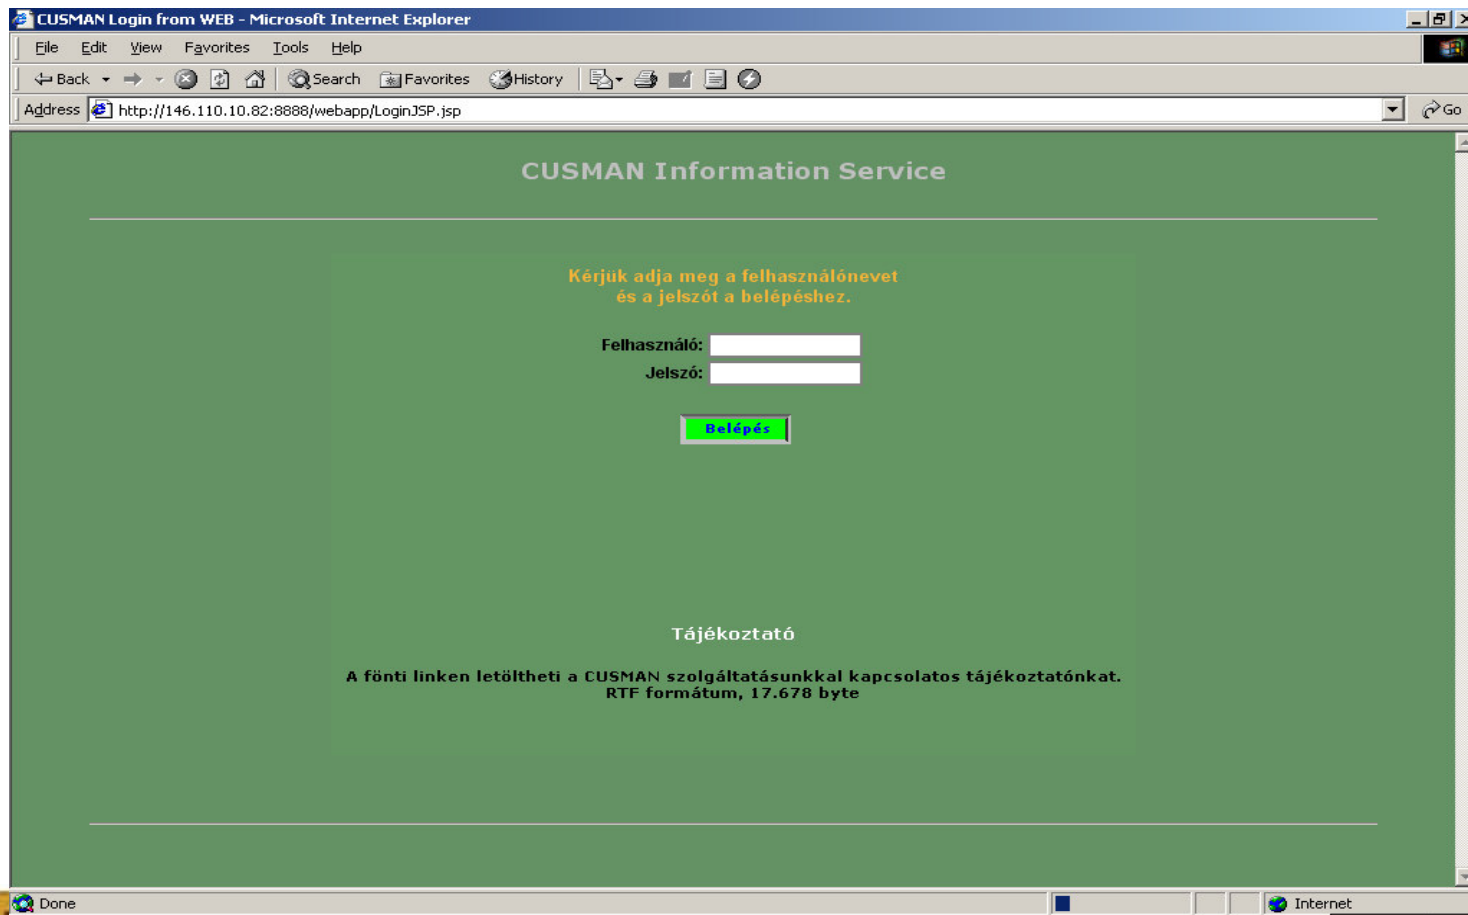 CUSMAN Login from WEB - Microsoft Internet Explorer
File Edit View Favorites Tools Help
Back Search Favorites History
Address http://146.110.10.82:8888/webapp/LoginJSP.jsp Go
CUSMAN Information Service
Kérjük adja meg a felhasználónevet
és a jelszót a belépéshez.
Felhasználó:
Jelszó:
Belépés
Tájékoztató
A fönti linken letöltheti a CUSMAN szolgáltatásunkkal kapcsolatos tájékoztatónkat.
RTF formátum, 17.678 byte
Done Internet